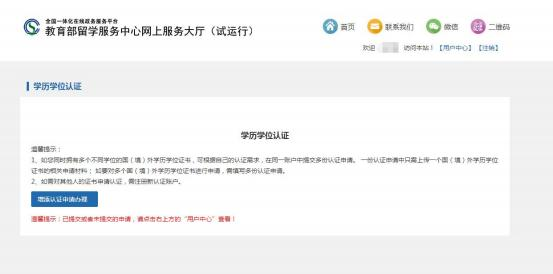 全国一体化在线政务服务平台
教育部留学服务中心网上服务大厅（试运行）
首页 联系我们 微信 二维码
欢迎 访问本站！【用户中心】【注销】
学历学位认证
学历学位认证
温馨提示：
1、如您同时拥有多个不同学位的国（境）外学历学位证书，可根据自己的认证需求，在同一账户中提交多份认证申请。 一份认证申请中只需上传一个国（境）外学历学位
证书的相关申请材料； 如要对多个国（境）外学历学位证书进行申请，需填写多份认证申请。
2、如需对其他人的证书申请认证，需注册新认证账户。
增添认证申请办理
温馨提示：已提交或者未提交的申请，请点击右上方的“用户中心”查看！